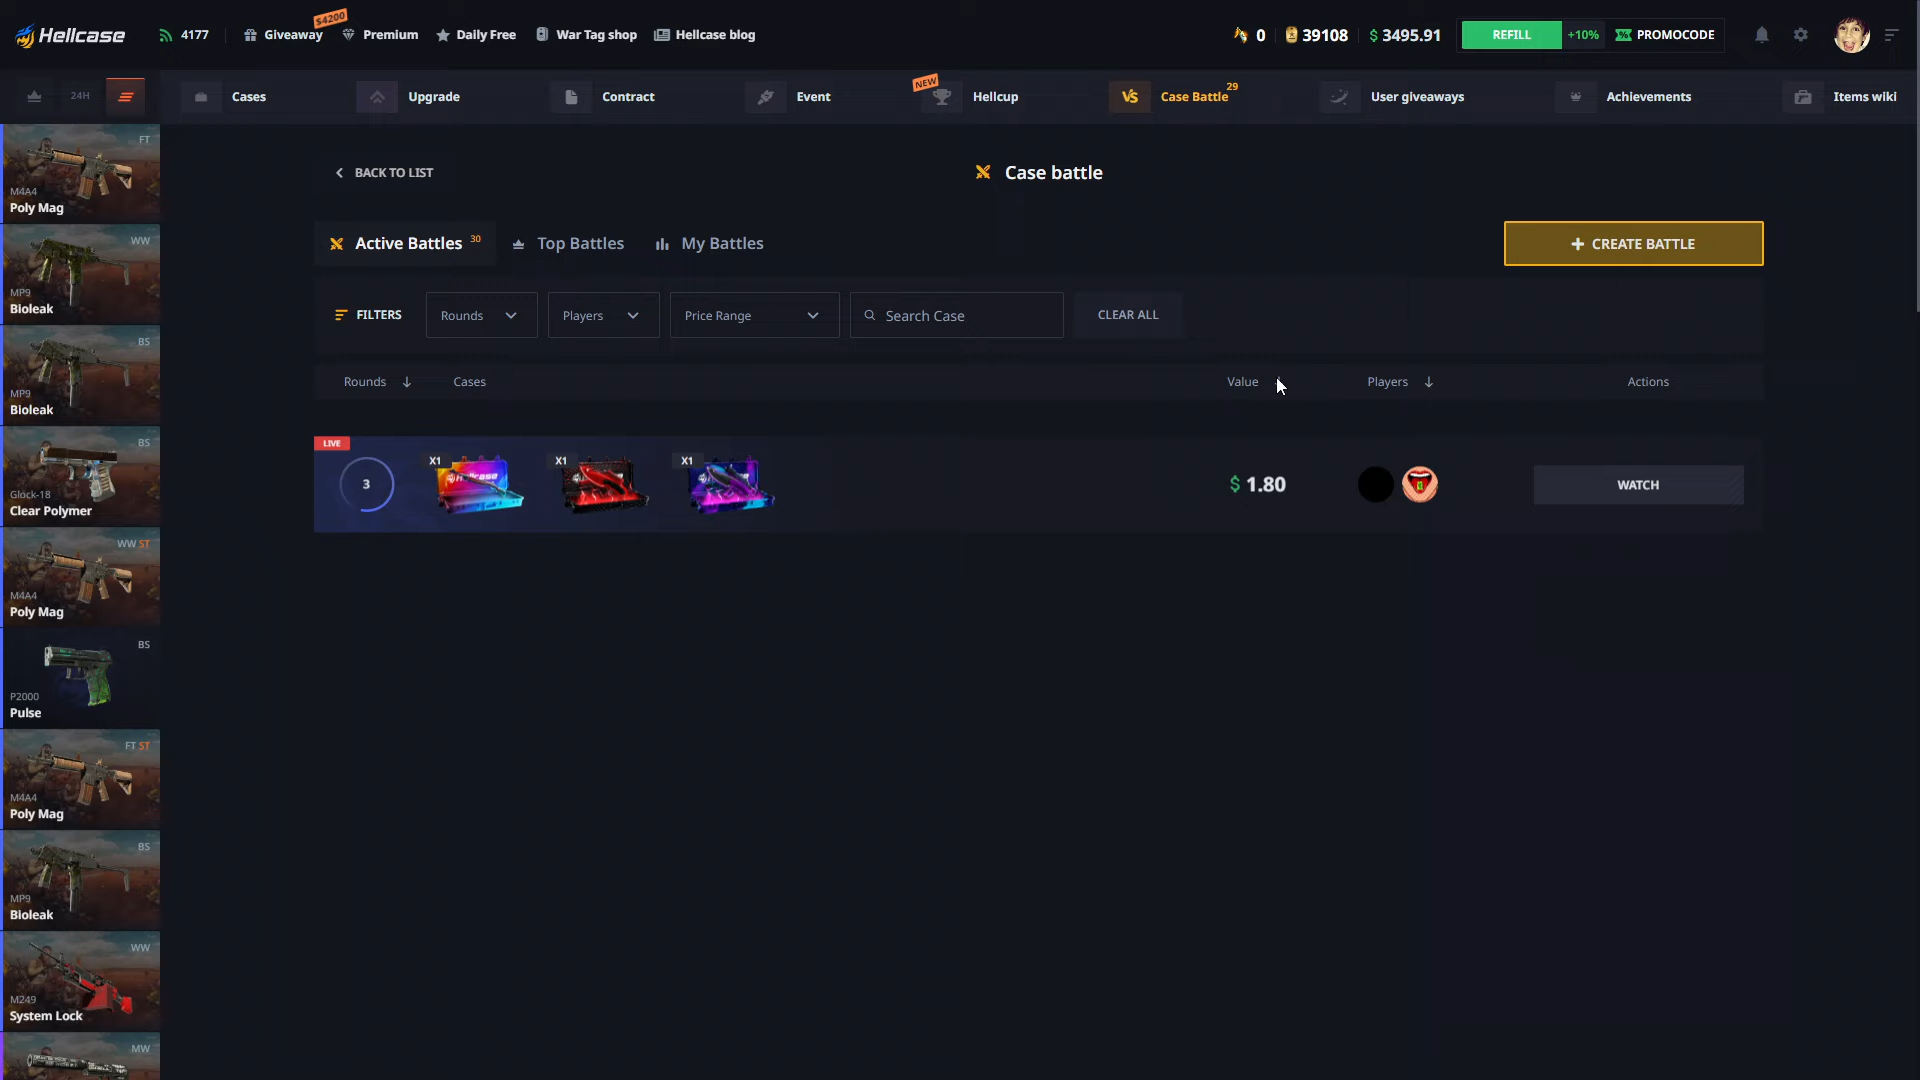 Hellcase
4177
Giveaway
$4200
Premium
Daily Free
War Tag shop
Hellcase blog
0
39108
$ 3495.91
REFILL
+10%
PROMOCODE
24H
Cases
Upgrade
Contract
Event
NEW
Hellcup
VS
Case Battle
29
User giveaways
Achievements
Items wiki
FT
M4A4
Poly Mag
WW
MP9
Bioleak
BS
MP9
Bioleak
BS
Glock-18
Clear Polymer
WW ST
M4A4
Poly Mag
BS
P2000
Pulse
FT ST
M4A4
Poly Mag
BS
MP9
Bioleak
WW
M249
System Lock
MW
BACK TO LIST
Case battle
Active Battles 30
Top Battles
My Battles
+ CREATE BATTLE
FILTERS
Rounds
Players
Price Range
Search Case
CLEAR ALL
Rounds
Cases
Value
Players
Actions
LIVE
3
X1
X1
X1
$ 1.80
WATCH